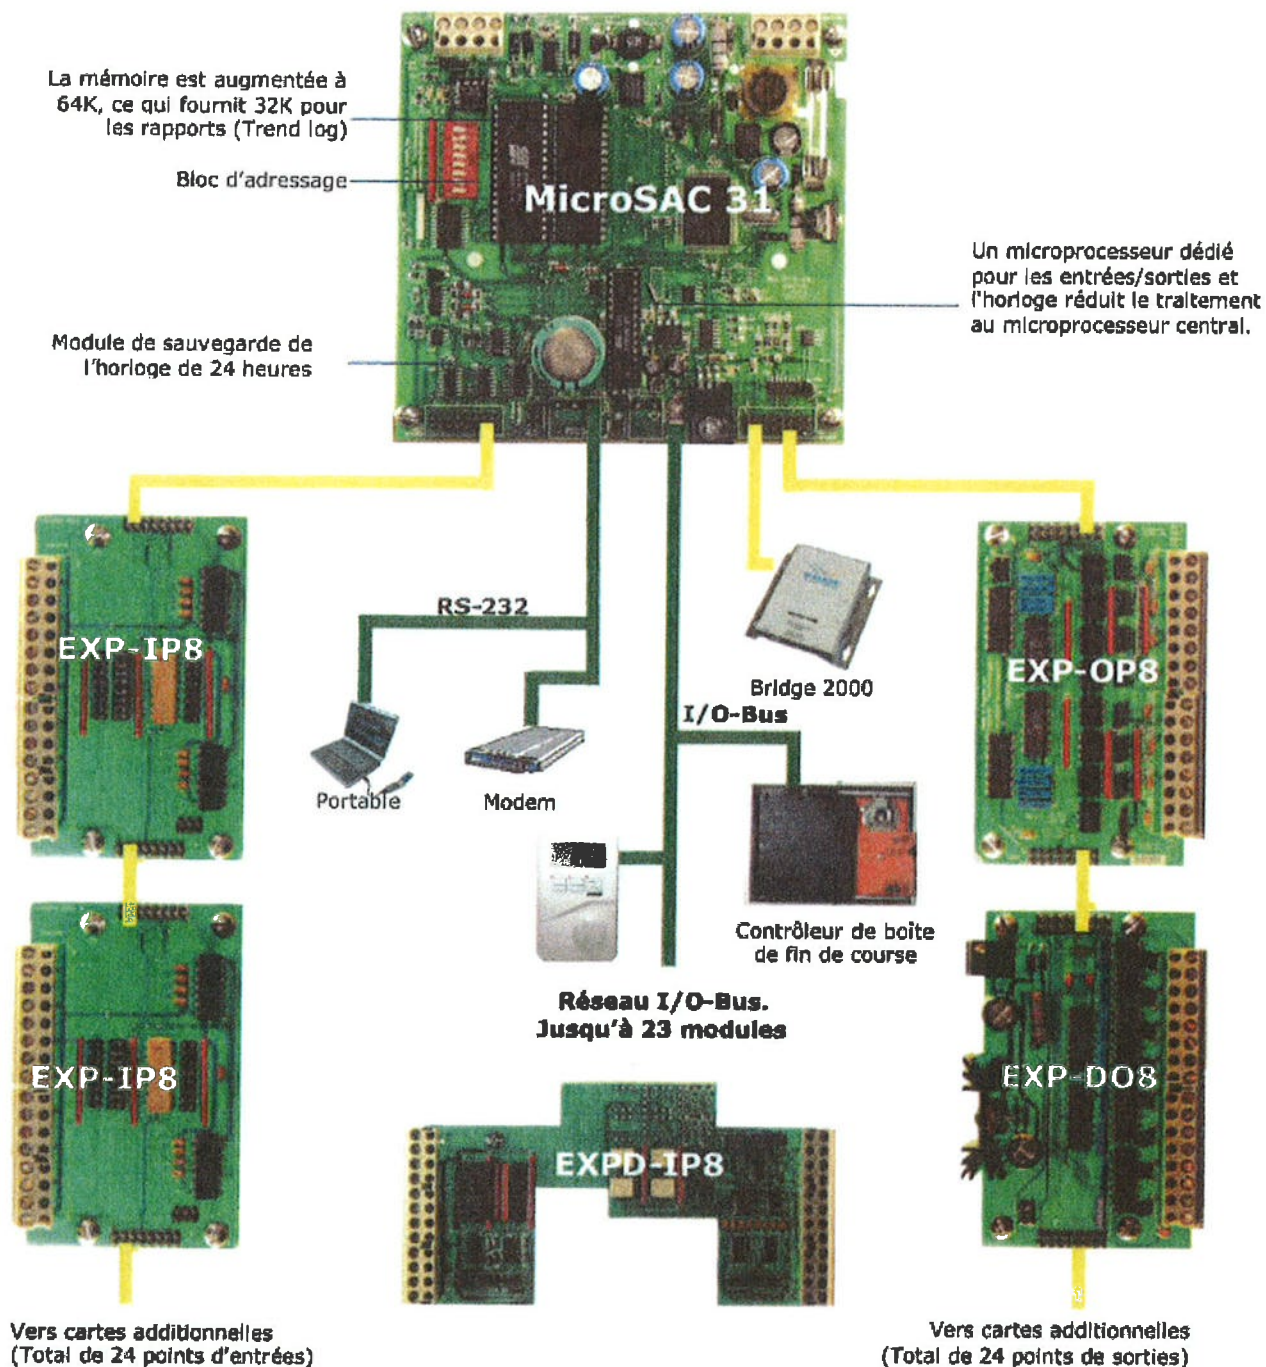 La mémoire est augmentée à
64K, ce qui fournit 32K pour
les rapports (Trend log)
Bloc d'adressage
MicroSAC 31
Un microprocesseur dédié
pour les entrées/sorties et
l'horloge réduit le traitement
au microprocesseur central.
Module de sauvegarde de
l'horloge de 24 heures
EXP-IP8
RS-232
Bridge 2000
EXP-OP8
I/O-Bus
Portable
Modem
Contrôleur de boîte
de fin de course
Réseau I/O-Bus.
Jusqu'à 23 modules
EXP-IP8
EXP-DO8
EXPD-IP8
Vers cartes additionnelles
(Total de 24 points d'entrées)
Vers cartes additionnelles
(Total de 24 points de sorties)